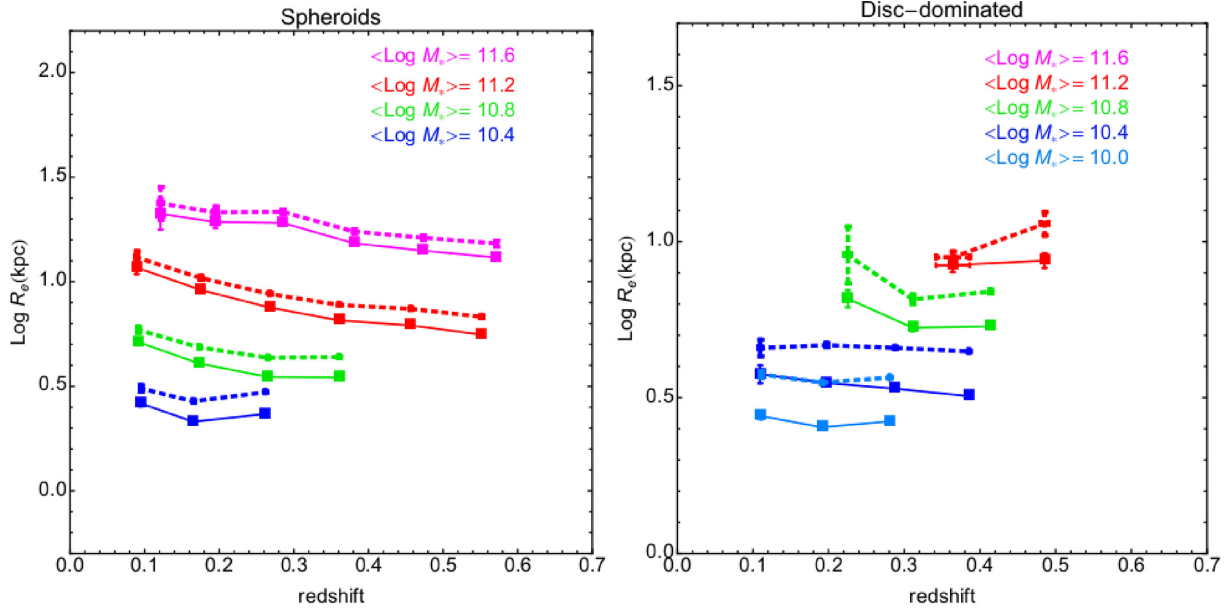 Spheroids
<Log M*>= 11.6
<Log M*>= 11.2
<Log M*>= 10.8
<Log M*>= 10.4
Log Re(kpc)
2.0
1.5
1.0
0.5
0.0
0.0 0.1 0.2 0.3 0.4 0.5 0.6 0.7
redshift
Disc-dominated
<Log M*>= 11.6
<Log M*>= 11.2
<Log M*>= 10.8
<Log M*>= 10.4
<Log M*>= 10.0
Log Re(kpc)
1.5
1.0
0.5
0.0
0.0 0.1 0.2 0.3 0.4 0.5 0.6 0.7
redshift